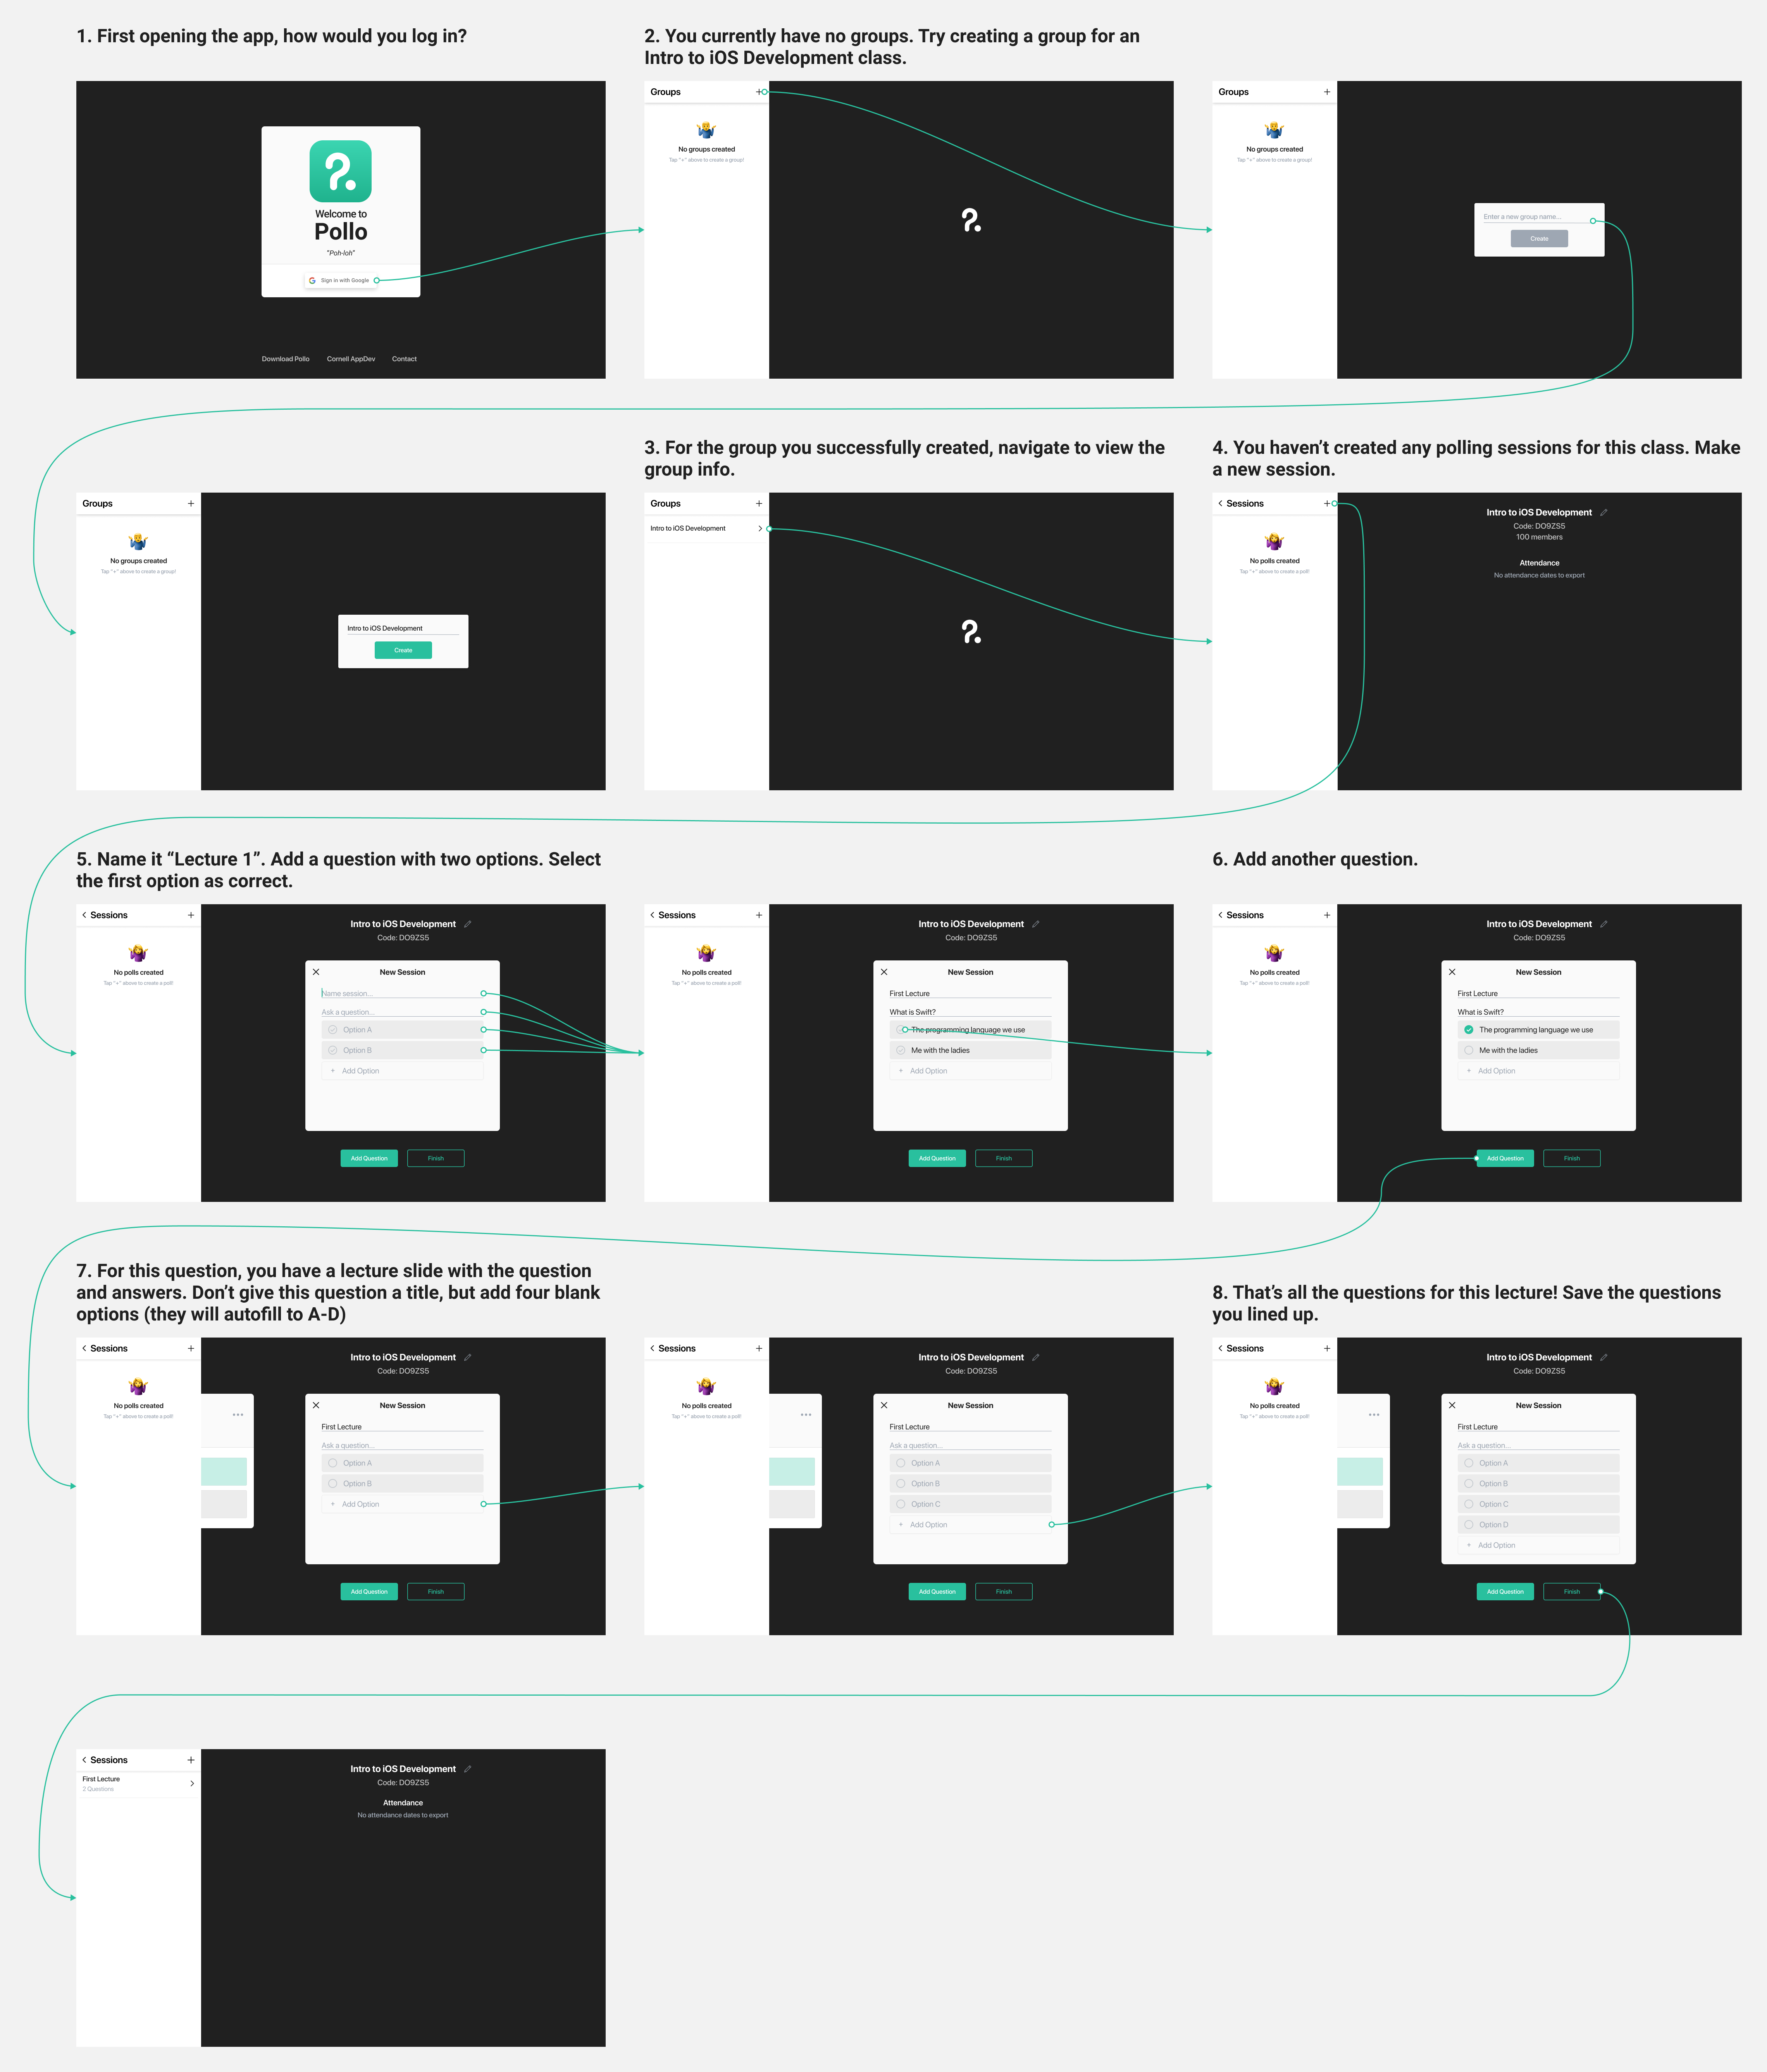 1. First opening the app, how would you log in?
Welcome to
Pollo
"Poh-loh"
Sign in with Google
Download Pollo
Cornell AppDev
Contact
2. You currently have no groups. Try creating a group for an
Intro to iOS Development class.
Groups
No groups created
Tap "+" above to create a group!
Groups
No groups created
Tap "+" above to create a group!
Enter a new group name...
Create
Groups
No groups created
Tap "+" above to create a group!
Intro to iOS Development
Create
3. For the group you successfully created, navigate to view the
group info.
Groups
Intro to iOS Development
4. You haven’t created any polling sessions for this class. Make
a new session.
Sessions
No polls created
Tap "+" above to create a poll!
Intro to iOS Development
Code: DO9ZS5
100 members
Attendance
No attendance dates to export
5. Name it “Lecture 1”. Add a question with two options. Select
the first option as correct.
Sessions
No polls created
Tap "+" above to create a poll!
Intro to iOS Development
Code: DO9ZS5
New Session
Name session...
Ask a question...
Option A
Option B
+ Add Option
Add Question
Finish
Sessions
No polls created
Tap "+" above to create a poll!
Intro to iOS Development
Code: DO9ZS5
New Session
First Lecture
What is Swift?
The programming language we use
Me with the ladies
+ Add Option
Add Question
Finish
6. Add another question.
Sessions
No polls created
Tap "+" above to create a poll!
Intro to iOS Development
Code: DO9ZS5
New Session
First Lecture
What is Swift?
The programming language we use
Me with the ladies
+ Add Option
Add Question
Finish
7. For this question, you have a lecture slide with the question
and answers. Don’t give this question a title, but add four blank
options (they will autofill to A-D)
Sessions
No polls created
Tap "+" above to create a poll!
Intro to iOS Development
Code: DO9ZS5
New Session
First Lecture
Ask a question...
Option A
Option B
+ Add Option
Add Question
Finish
Sessions
No polls created
Tap "+" above to create a poll!
Intro to iOS Development
Code: DO9ZS5
New Session
First Lecture
Ask a question...
Option A
Option B
Option C
+ Add Option
Add Question
Finish
8. That’s all the questions for this lecture! Save the questions
you lined up.
Sessions
No polls created
Tap "+" above to create a poll!
Intro to iOS Development
Code: DO9ZS5
New Session
First Lecture
Ask a question...
Option A
Option B
Option C
Option D
+ Add Option
Add Question
Finish
Sessions
First Lecture
2 Questions
Intro to iOS Development
Code: DO9ZS5
Attendance
No attendance dates to export